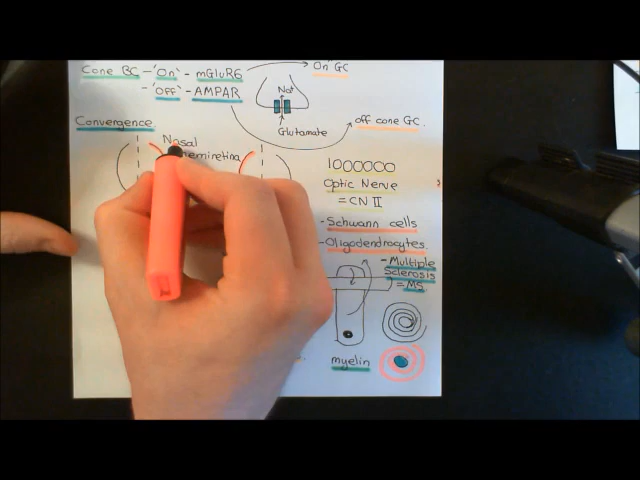 Cone BC - 'On' - mGluR6
On GC
- 'Off' - AMPAR
Na+
Glutamate
off cone GC.
Convergence
Nasal
hemiretina
1000000
Optic Nerve
= CN II
- Schwann cells
- Oligodendrocytes.
- Multiple
Sclerosis
= MS
myelin